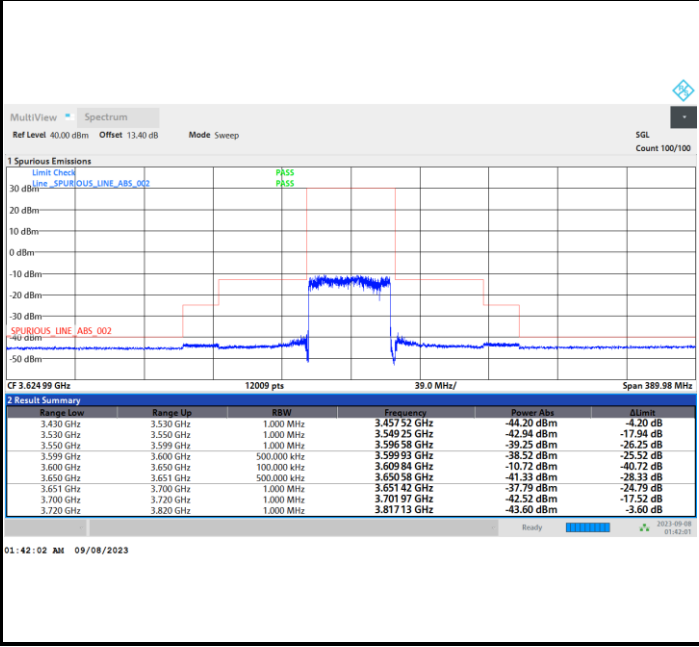 MultiView Spectrum
Ref Level 40.00 dBm Offset 13.40 dB Mode Sweep SGL
Count 100/100
1 Spurious Emissions
Limit Check PASS
Line _SPURIOUS_LINE_ABS_002 PASS
30 dBm
20 dBm
10 dBm
0 dBm
-10 dBm
-20 dBm
-30 dBm
_SPURIOUS_LINE_ABS_002
-40 dBm
-50 dBm
CF 3.624 99 GHz 12009 pts 39.0 MHz/ Span 389.98 MHz
2 Result Summary
Range Low Range Up RBW Frequency Power Abs ΔLimit
3.430 GHz 3.530 GHz 1.000 MHz 3.457 52 GHz -44.20 dBm -4.20 dB
3.530 GHz 3.550 GHz 1.000 MHz 3.549 25 GHz -42.94 dBm -17.94 dB
3.550 GHz 3.599 GHz 1.000 MHz 3.596 58 GHz -39.25 dBm -26.25 dB
3.599 GHz 3.600 GHz 500.000 kHz 3.599 93 GHz -38.52 dBm -25.52 dB
3.600 GHz 3.650 GHz 100.000 kHz 3.609 84 GHz -10.72 dBm -40.72 dB
3.650 GHz 3.651 GHz 500.000 kHz 3.650 58 GHz -41.33 dBm -28.33 dB
3.651 GHz 3.700 GHz 1.000 MHz 3.651 42 GHz -37.79 dBm -24.79 dB
3.700 GHz 3.720 GHz 1.000 MHz 3.701 97 GHz -42.52 dBm -17.52 dB
3.720 GHz 3.820 GHz 1.000 MHz 3.817 13 GHz -43.60 dBm -3.60 dB
Ready 2023-09-08
01:42:01
01:42:02 AM 09/08/2023